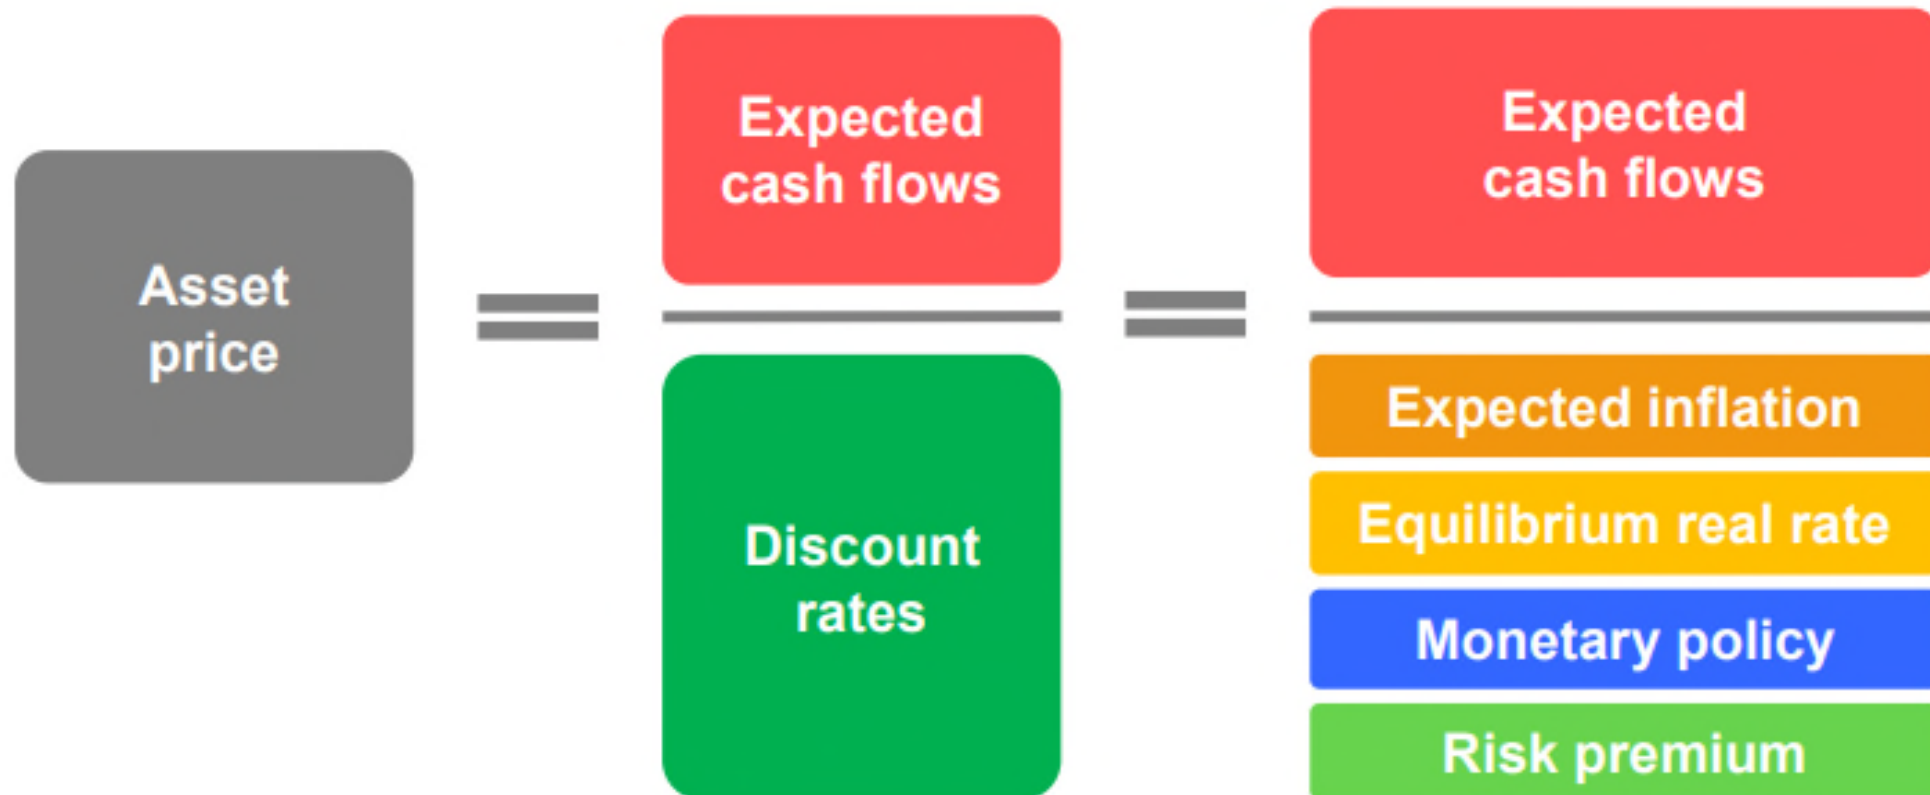 Asset
price
=
Expected
cash flows
Discount
rates
=
Expected
cash flows
Expected inflation
Equilibrium real rate
Monetary policy
Risk premium